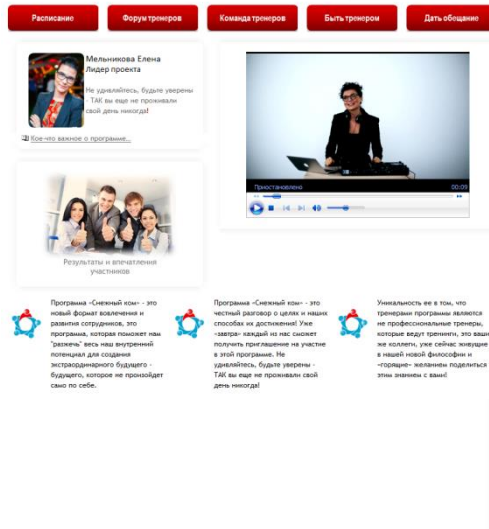 Расписание
Форум тренеров
Команда тренеров
Быть тренером
Дать обещание
Мельникова Елена
Лидер проекта
Не удивляйтесь, будьте уверены
- ТАК вы еще не проживали
свой день никогда!
Кое-что важное о программе...
Приостановлено
00:09
Результаты и впечатления
участников
Программа «Снежный ком» - это
новый формат вовлечения и
развития сотрудников, это
программа, которая поможет нам
"разжечь" весь наш внутренний
потенциал для создания
экстраординарного будущего -
будущего, которое не произойдет
само по себе.
Программа «Снежный ком» - это
честный разговор о целях и наших
способах их достижения! Уже
«завтра» каждый из нас сможет
получить приглашение на участие
в этой программе. Не
удивляйтесь, будьте уверены -
ТАК вы еще не проживали свой
день никогда!
Уникальность ее в том, что
тренерами программы являются
не профессиональные тренеры,
которые ведут тренинги, это ваши
же коллеги, уже сейчас живущие
в нашей новой философии и
«горящие» желанием поделиться
этим знанием с вами!